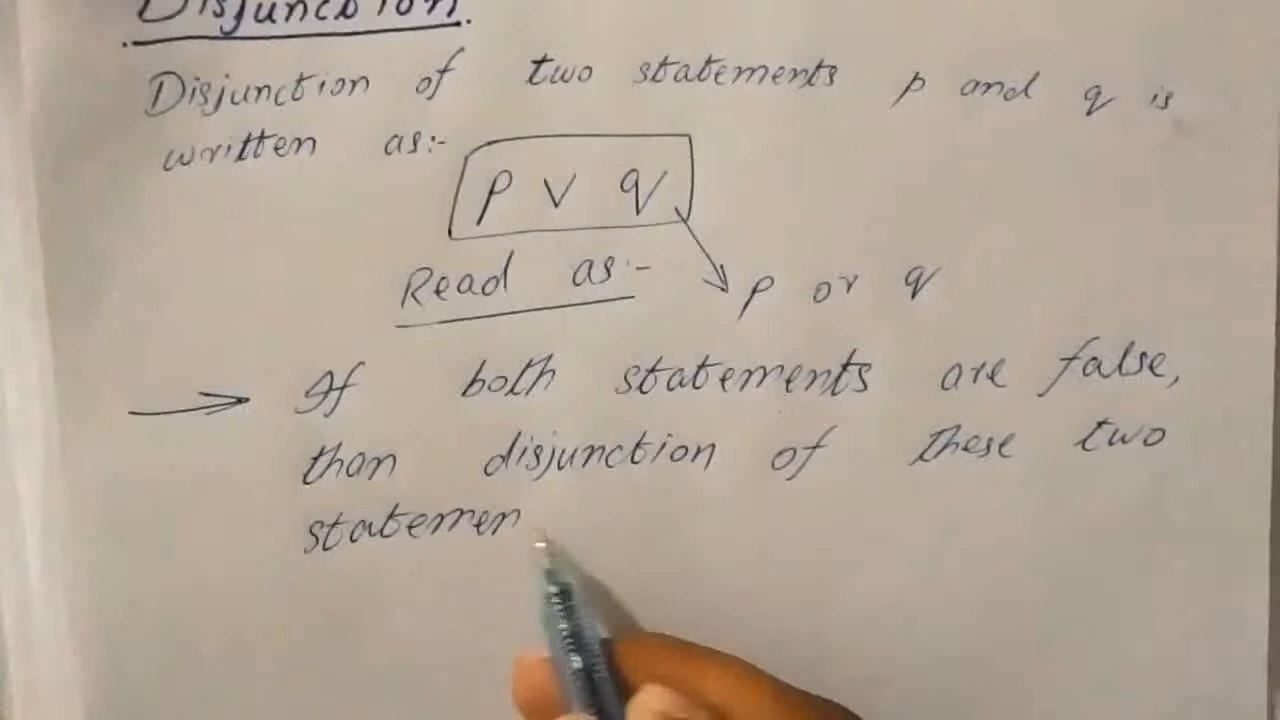 Disjunction.
Disjunction of two statements p and q is
written as:-
p ∨ q
Read as:-
p or q
If both statements are false,
than disjunction of these two
statemen